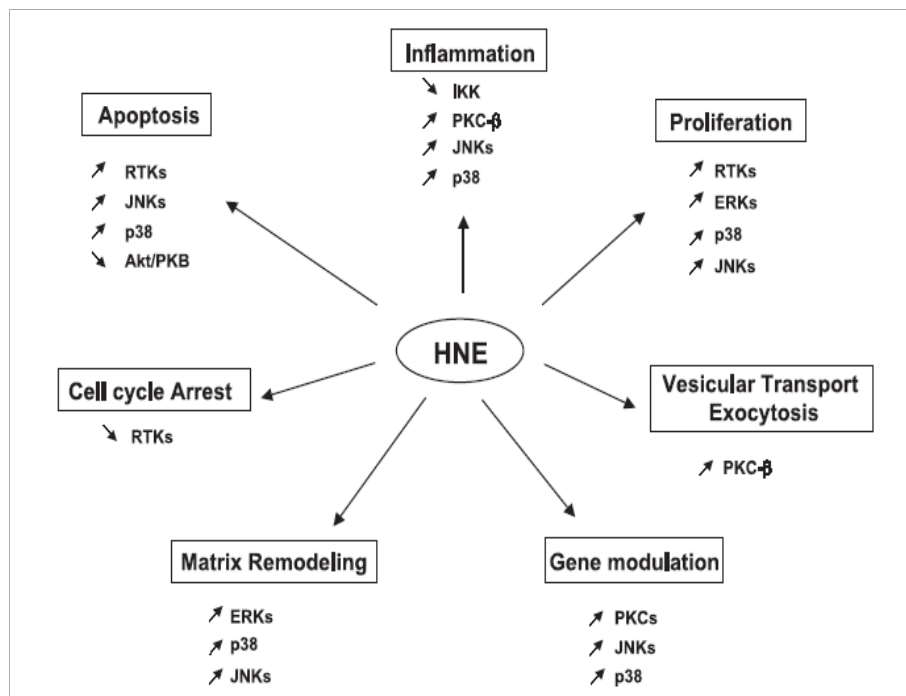 Inflammation
↘ IKK
↗ PKC-β
↗ JNKs
↗ p38
Apoptosis
↗ RTKs
↗ JNKs
↗ p38
↘ Akt/PKB
Proliferation
↗ RTKs
↗ ERKs
↗ p38
↗ JNKs
HNE
Cell cycle Arrest
↘ RTKs
Vesicular Transport
Exocytosis
↗ PKC-β
Matrix Remodeling
↗ ERKs
↗ p38
↗ JNKs
Gene modulation
↗ PKCs
↗ JNKs
↗ p38